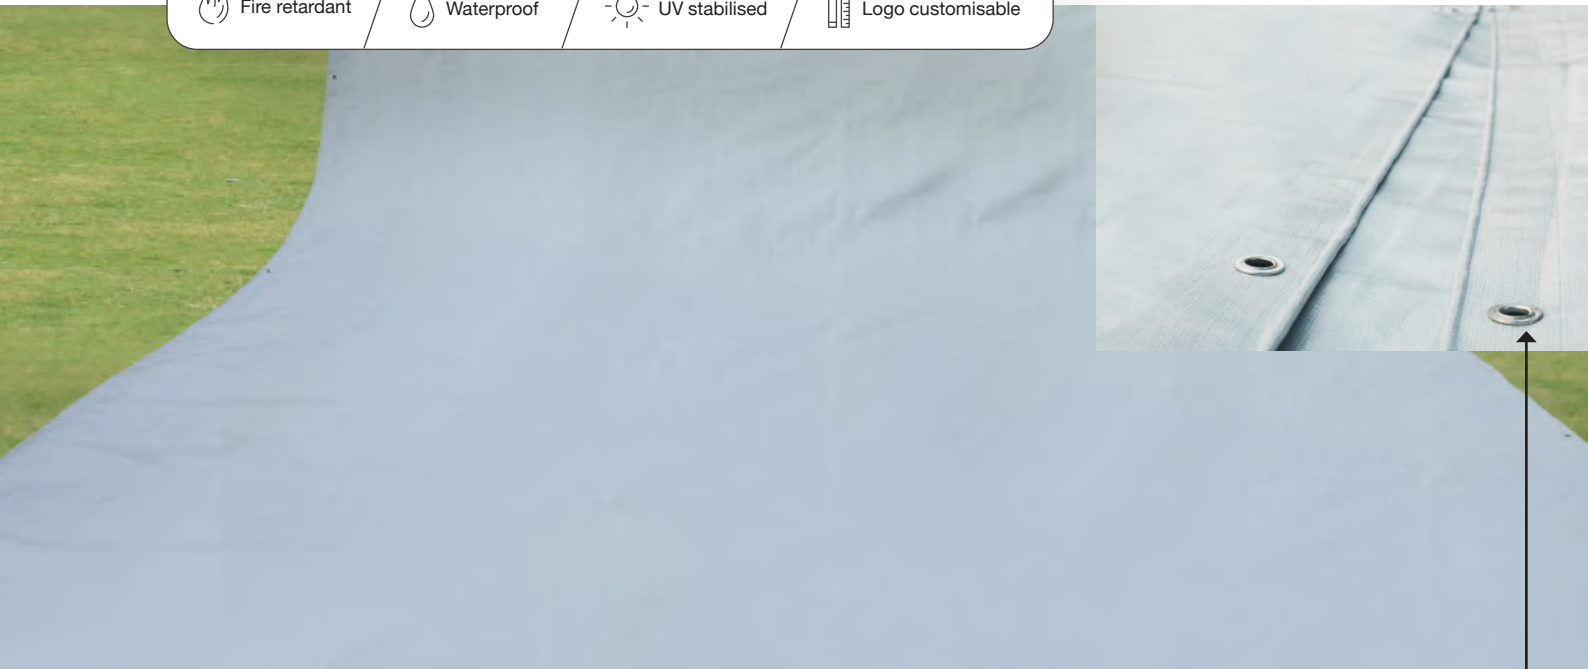 Fire retardant
Waterproof
UV stabilised
Logo customisable